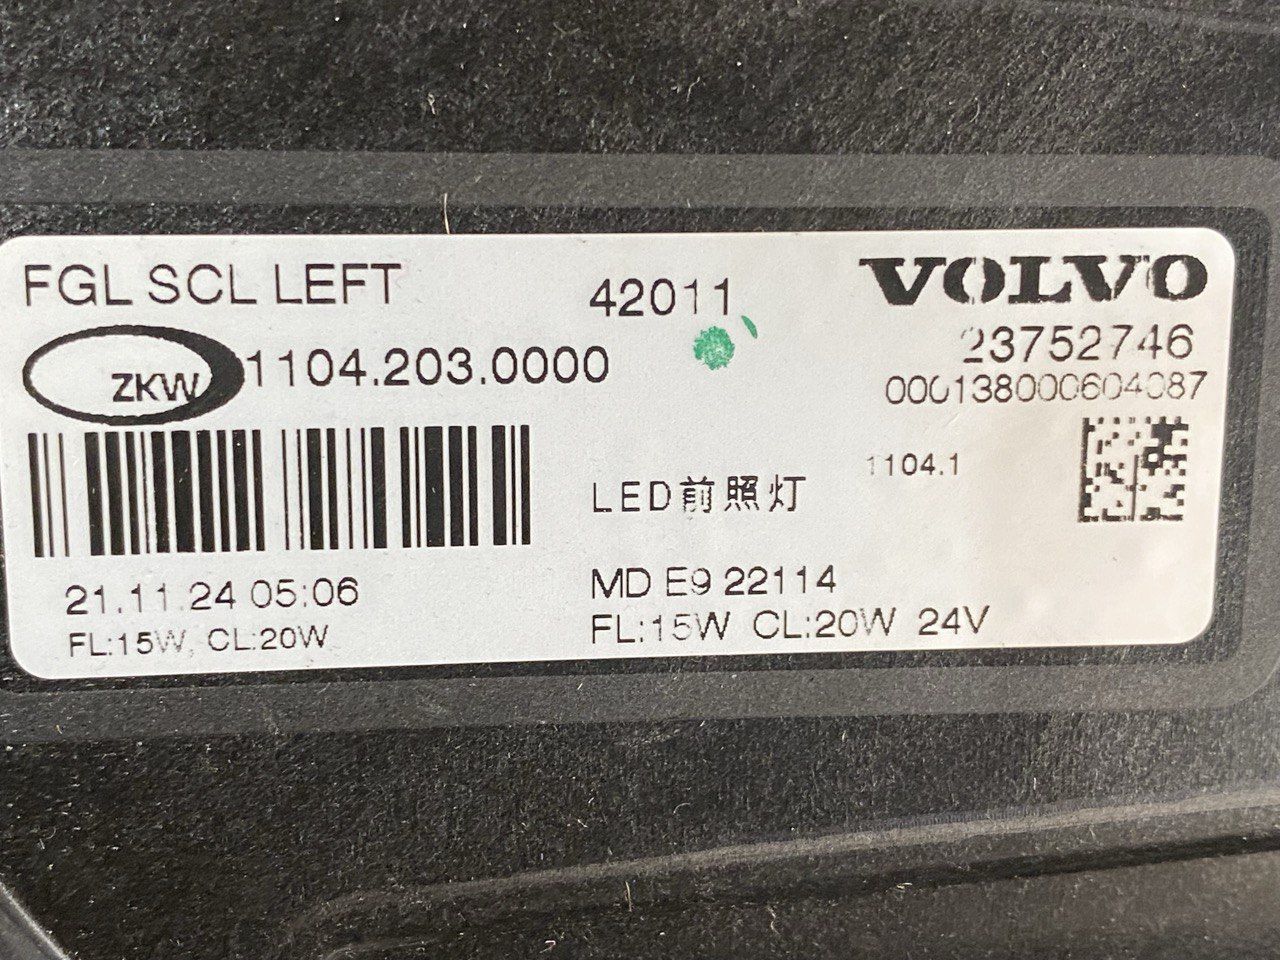 FGL SCL LEFT
42011
VOLVO
ZKW
1104.203.0000
23752746
000138000604087
1104.1
LED前照灯
21.11.24 05:06
FL:15W, CL:20W
MD E9 22114
FL:15W CL:20W 24V